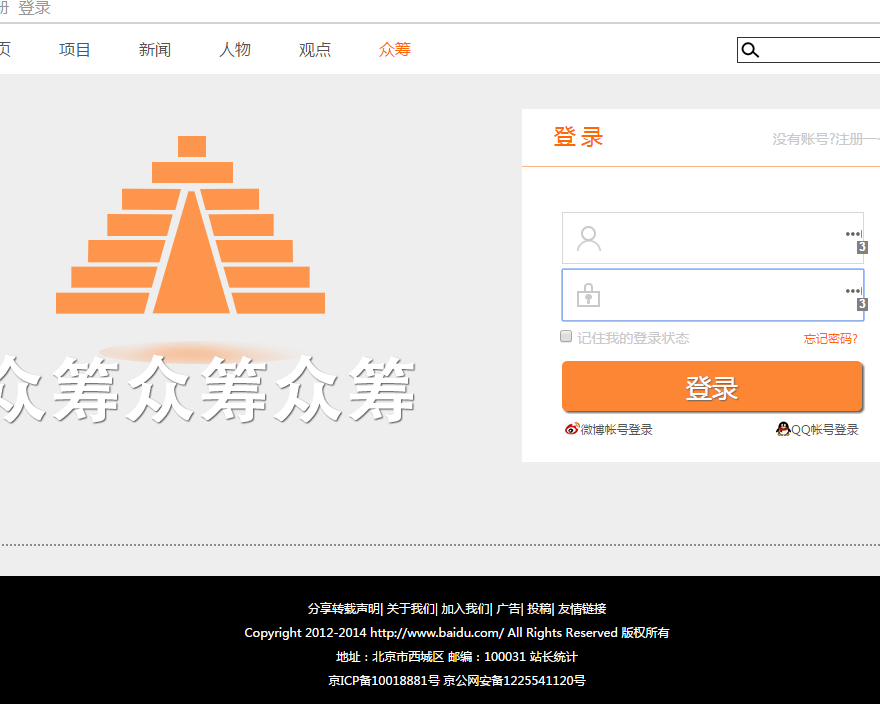 册 登录
页 项目 新闻 人物 观点 众筹
登录
没有账号?注册一
3
3
记住我的登录状态 忘记密码?
登录
微博帐号登录 QQ帐号登录
众筹众筹众筹
分享转载声明| 关于我们| 加入我们| 广告| 投稿| 友情链接
Copyright 2012-2014 http://www.baidu.com/ All Rights Reserved 版权所有
地址：北京市西城区 邮编：100031 站长统计
京ICP备10018881号 京公网安备1225541120号